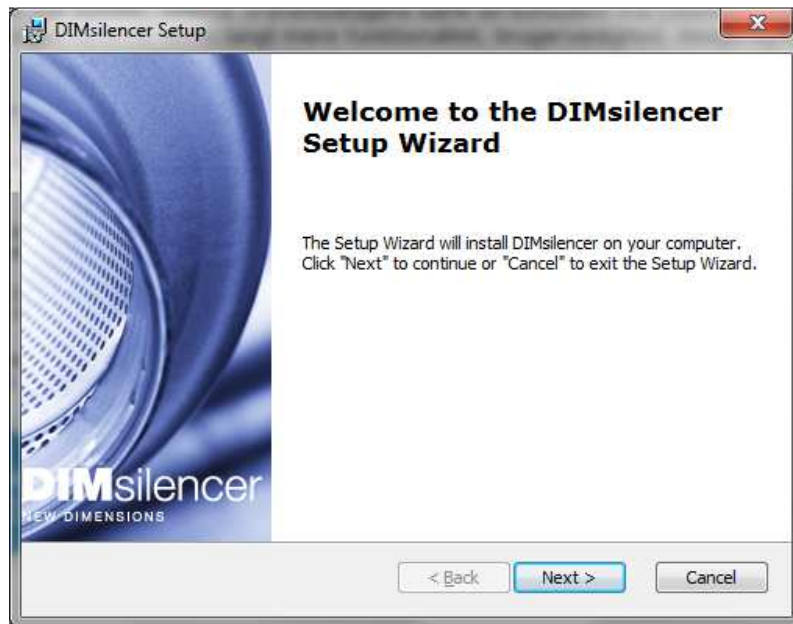 DIMsilencer Setup
Welcome to the DIMsilencer
Setup Wizard
The Setup Wizard will install DIMsilencer on your computer.
Click "Next" to continue or "Cancel" to exit the Setup Wizard.
DIMsilencer
NEW DIMENSIONS
< Back
Next >
Cancel